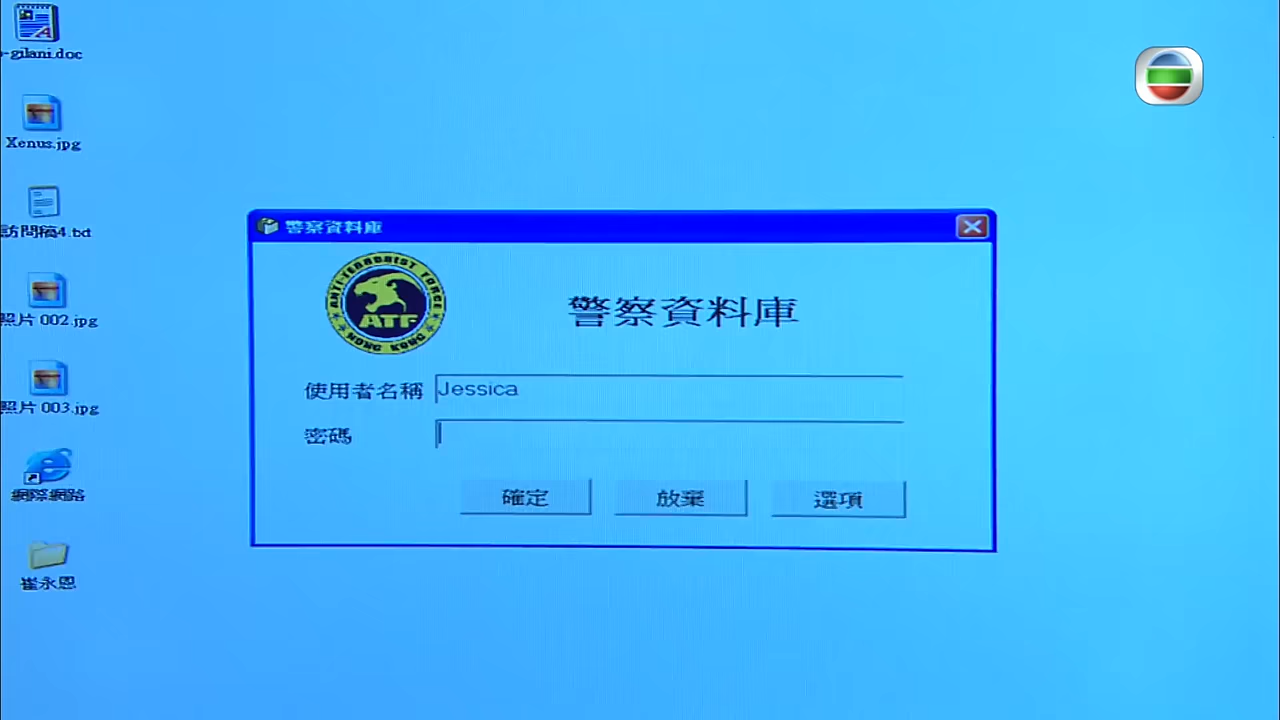 -gilani.doc
Xenus.jpg
訪問稿4.txt
照片 002.jpg
照片 003.jpg
網際網路
崔永恩
警察資料庫
ANTI-TERRORIST FORCE
ATF
HONG KONG
警察資料庫
使用者名稱 Jessica
密碼
確定 放棄 選項